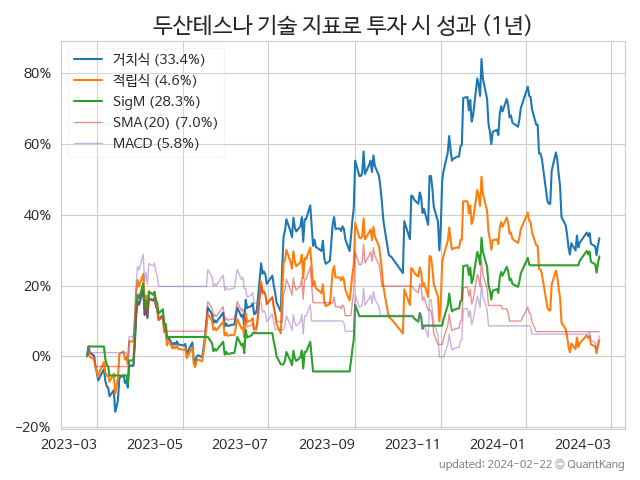 두산테스나 기술 지표로 투자 시 성과 (1년)
거치식 (33.4%)
적립식 (4.6%)
SigM (28.3%)
SMA(20) (7.0%)
MACD (5.8%)
80%
60%
40%
20%
0%
−20%
2023-03 2023-05 2023-07 2023-09 2023-11 2024-01 2024-03
updated: 2024-02-22 © QuantKang